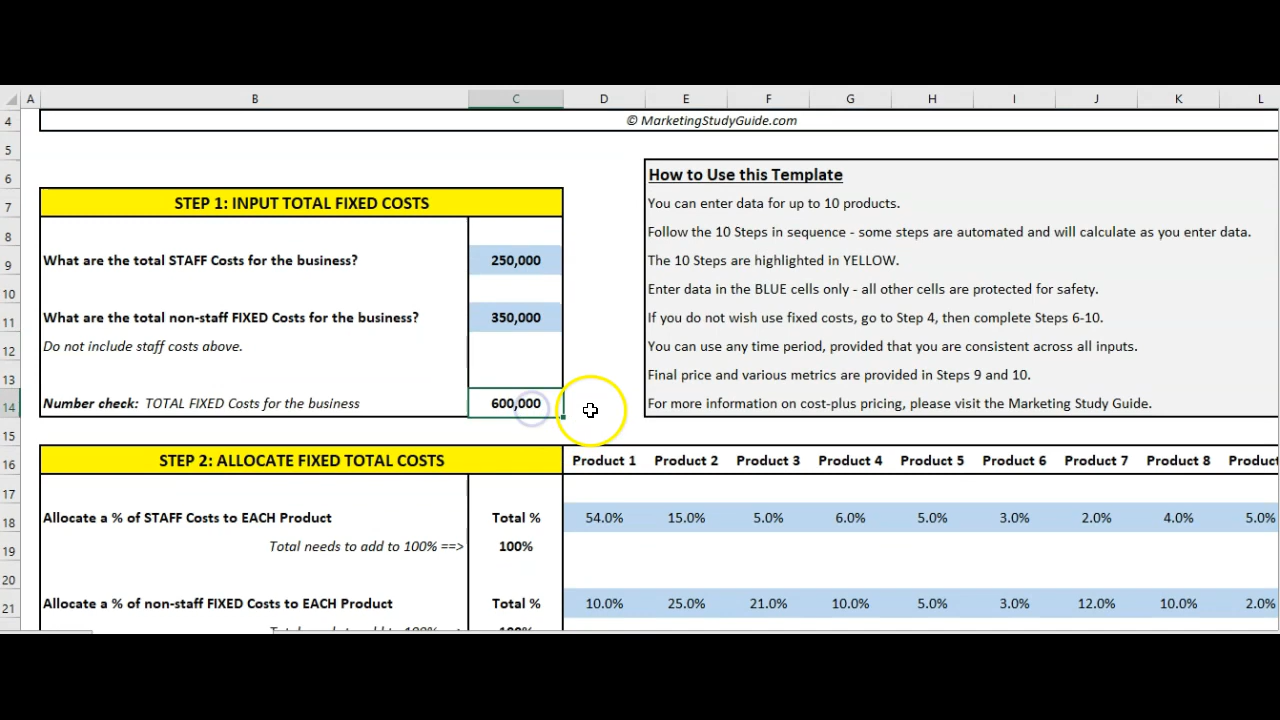 A B C D E F G H I J K L
4 © MarketingStudyGuide.com
5
6 How to Use this Template
7 STEP 1: INPUT TOTAL FIXED COSTS You can enter data for up to 10 products.
8 Follow the 10 Steps in sequence - some steps are automated and will calculate as you enter data.
9 What are the total STAFF Costs for the business? 250,000 The 10 Steps are highlighted in YELLOW.
10 Enter data in the BLUE cells only - all other cells are protected for safety.
11 What are the total non-staff FIXED Costs for the business? 350,000 If you do not wish use fixed costs, go to Step 4, then complete Steps 6-10.
12 Do not include staff costs above. You can use any time period, provided that you are consistent across all inputs.
13 Final price and various metrics are provided in Steps 9 and 10.
14 Number check: TOTAL FIXED Costs for the business 600,000 For more information on cost-plus pricing, please visit the Marketing Study Guide.
15
16 STEP 2: ALLOCATE FIXED TOTAL COSTS Product 1 Product 2 Product 3 Product 4 Product 5 Product 6 Product 7 Product 8 Product
17
18 Allocate a % of STAFF Costs to EACH Product Total % 54.0% 15.0% 5.0% 6.0% 5.0% 3.0% 2.0% 4.0% 5.0%
19 Total needs to add to 100% ==> 100%
20
21 Allocate a % of non-staff FIXED Costs to EACH Product Total % 10.0% 25.0% 21.0% 10.0% 5.0% 3.0% 12.0% 10.0% 2.0%